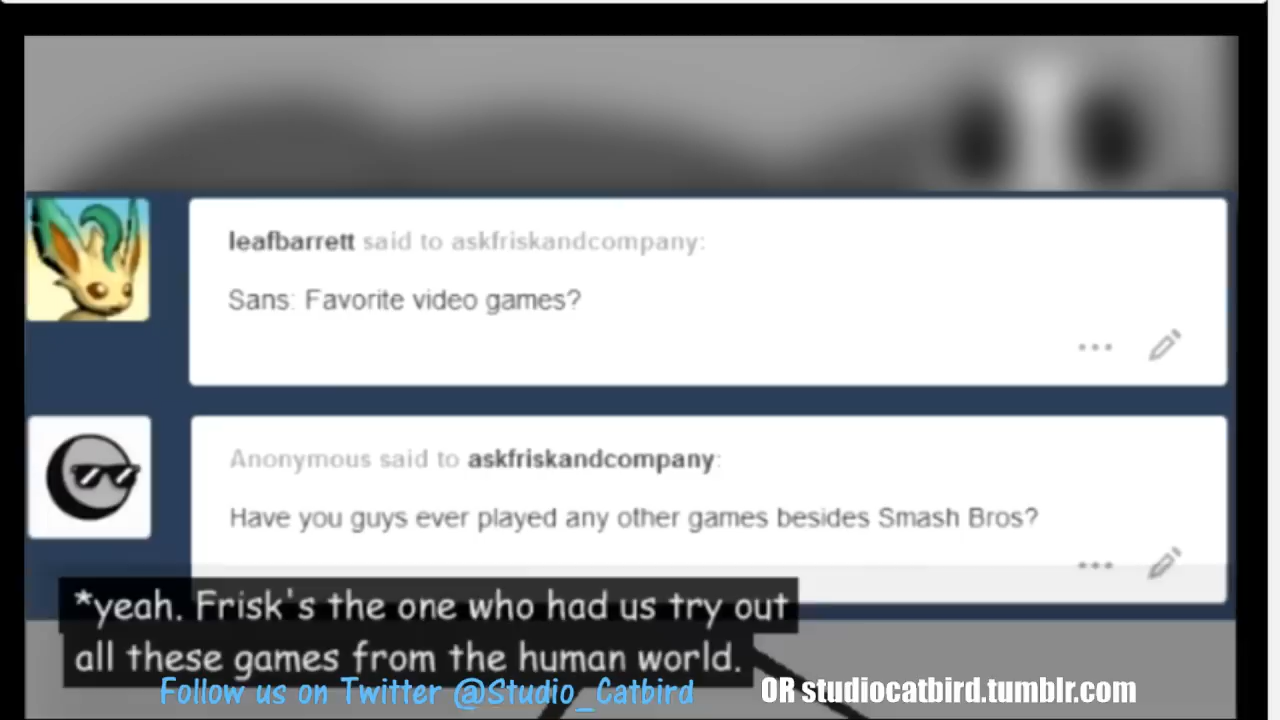 leafbarrett said to askfriskandcompany:
Sans: Favorite video games?
Anonymous said to askfriskandcompany:
Have you guys ever played any other games besides Smash Bros?
*yeah. Frisk's the one who had us try out
all these games from the human world.
Follow us on Twitter @Studio_Catbird OR studiocatbird.tumblr.com